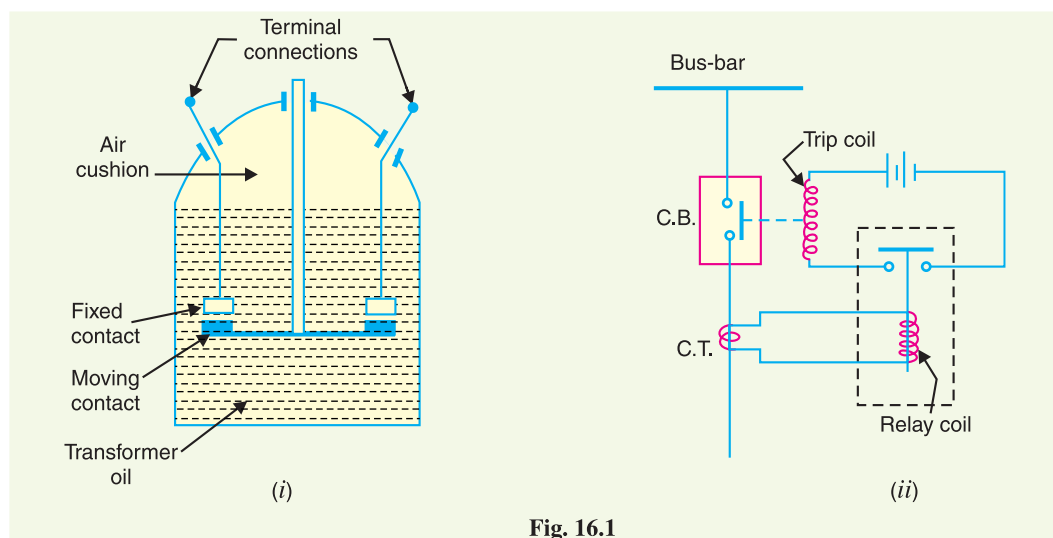 Terminal
connections
Air
cushion
Fixed
contact
Moving
contact
Transformer
oil
(i)
Bus-bar
Trip coil
C.B.
C.T.
Relay coil
(ii)
Fig. 16.1